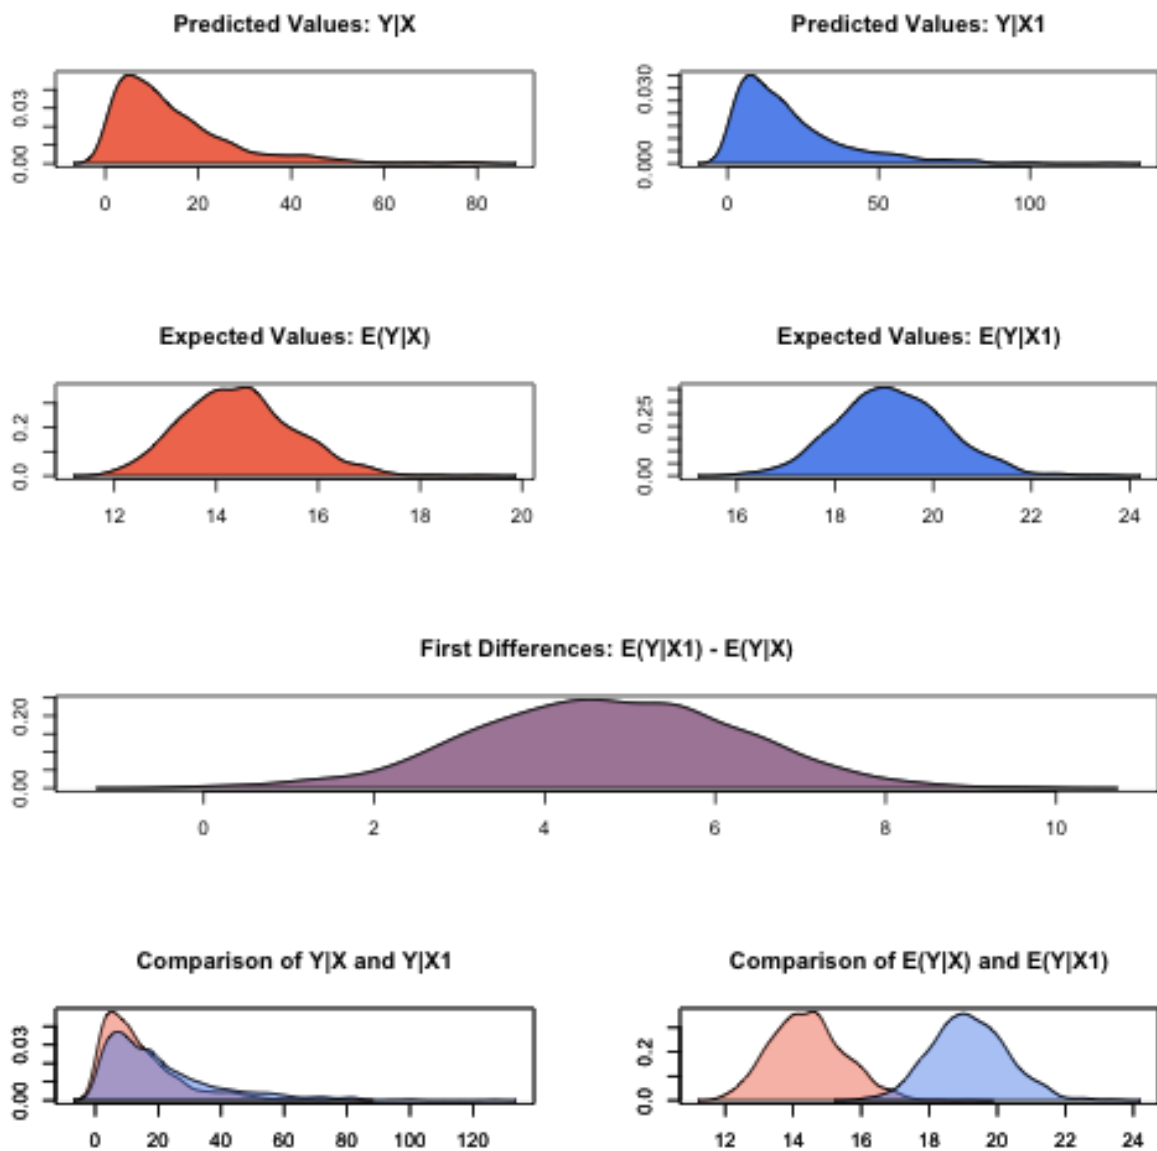 Predicted Values: Y|X
0.03
0.00
0 20 40 60 80
Predicted Values: Y|X1
0.030
0.000
0 50 100
Expected Values: E(Y|X)
0.2
0.0
12 14 16 18 20
Expected Values: E(Y|X1)
0.25
0.00
16 18 20 22 24
First Differences: E(Y|X1) - E(Y|X)
0.20
0.00
0 2 4 6 8 10
Comparison of Y|X and Y|X1
0.03
0.00
0 20 40 60 80 100 120
Comparison of E(Y|X) and E(Y|X1)
0.2
0.0
12 14 16 18 20 22 24